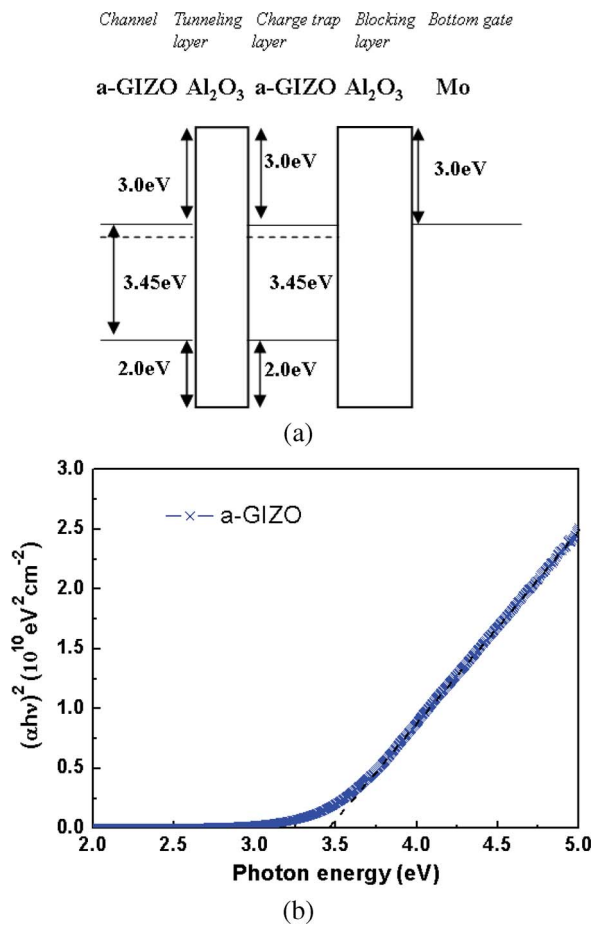 Channel Tunneling layer Charge trap layer Blocking layer Bottom gate
a-GIZO Al₂O₃ a-GIZO Al₂O₃ Mo
3.0eV 3.0eV 3.0eV
3.45eV 3.45eV
2.0eV 2.0eV
(a)
3.0
2.5
2.0
1.5
1.0
0.5
0.0
(αhν)² (10¹⁰eV²cm⁻²)
a-GIZO
2.0 2.5 3.0 3.5 4.0 4.5 5.0
Photon energy (eV)
(b)